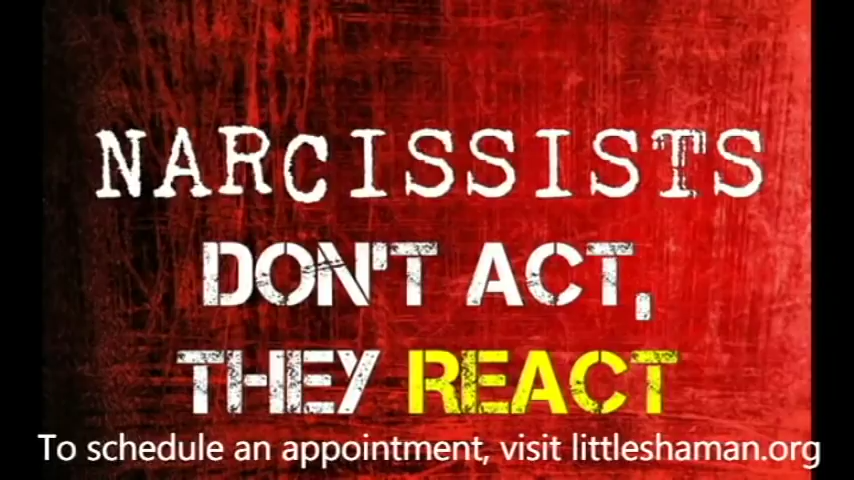 NARCISSISTS
DON'T ACT,
THEY REACT
To schedule an appointment, visit littleshaman.org